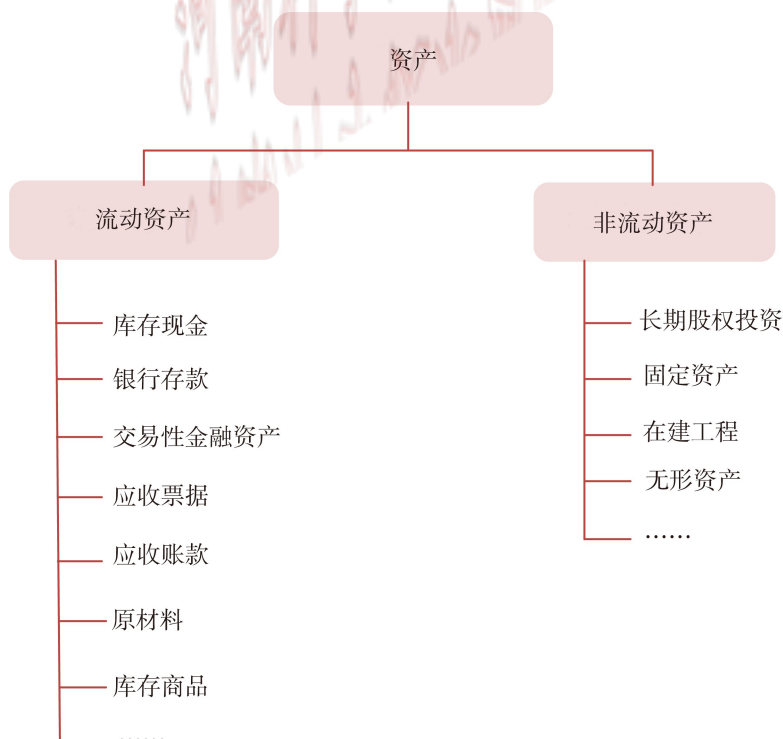 资产
流动资产
非流动资产
库存现金
银行存款
交易性金融资产
应收票据
应收账款
原材料
库存商品
……
长期股权投资
固定资产
在建工程
无形资产
……